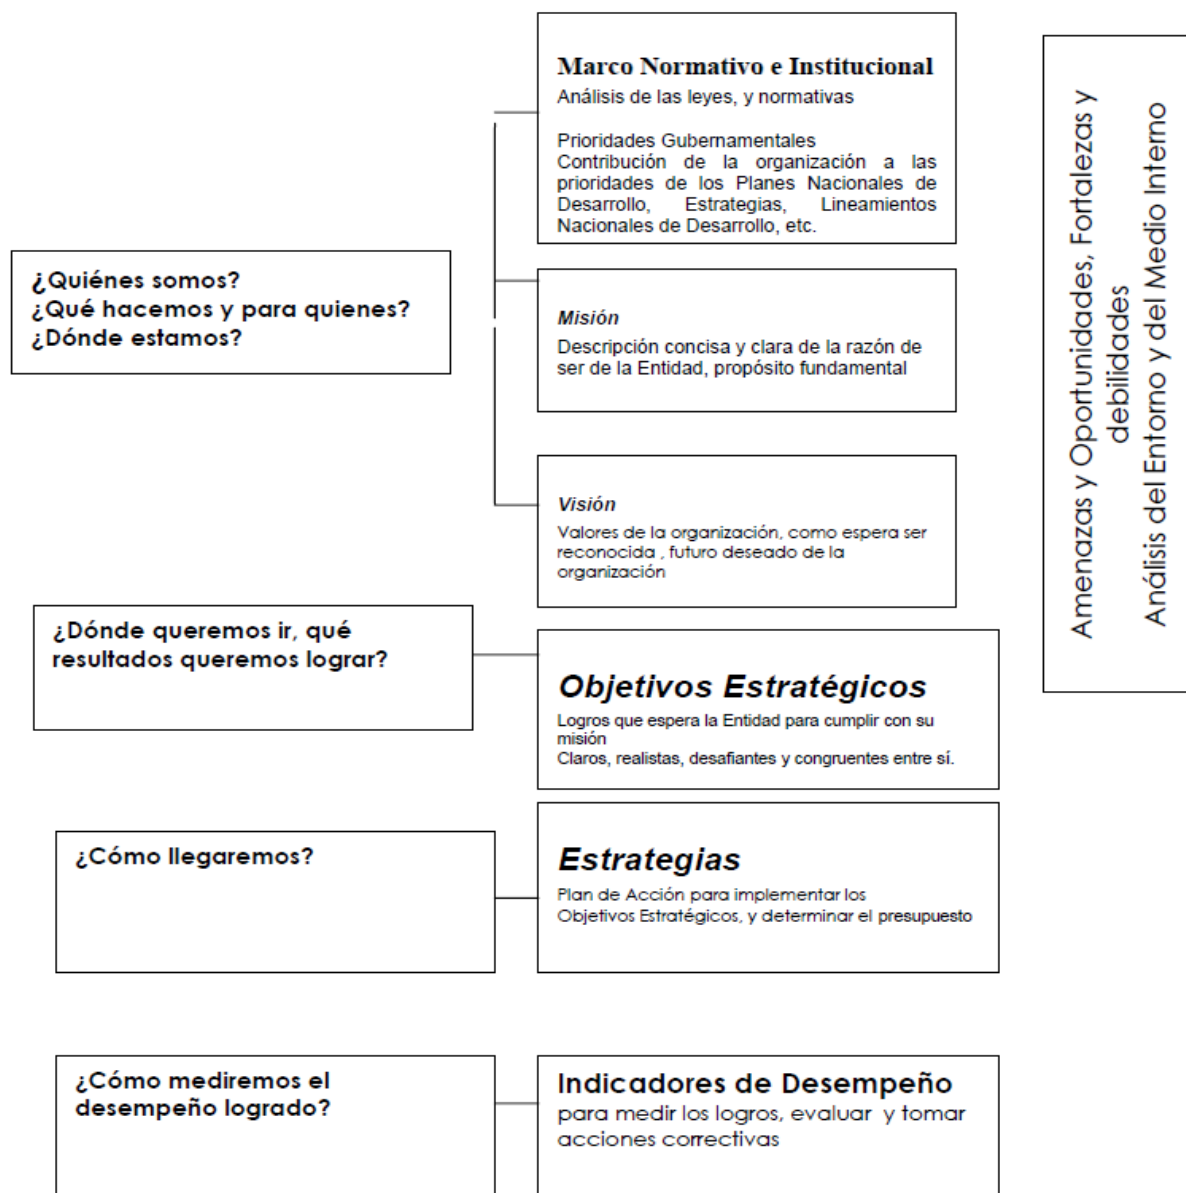 Marco Normativo e Institucional
Análisis de las leyes, y normativas
Prioridades Gubernamentales
Contribución de la organización a las
prioridades de los Planes Nacionales de
Desarrollo, Estrategias, Lineamientos
Nacionales de Desarrollo, etc.
¿Quiénes somos?
¿Qué hacemos y para quienes?
¿Dónde estamos?
Misión
Descripción concisa y clara de la razón de
ser de la Entidad, propósito fundamental
Visión
Valores de la organización, como espera ser
reconocida , futuro deseado de la
organización
¿Dónde queremos ir, qué
resultados queremos lograr?
Objetivos Estratégicos
Logros que espera la Entidad para cumplir con su
misión
Claros, realistas, desafiantes y congruentes entre sí.
¿Cómo llegaremos?
Estrategias
Plan de Acción para implementar los
Objetivos Estratégicos, y determinar el presupuesto
¿Cómo mediremos el
desempeño logrado?
Indicadores de Desempeño
para medir los logros, evaluar y tomar
acciones correctivas
Amenazas y Oportunidades, Fortalezas y
debilidades
Análisis del Entorno y del Medio Interno